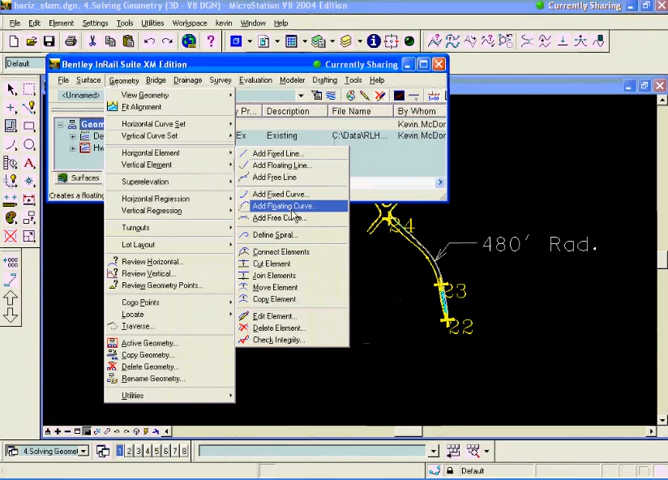 horiz_elem.dgn. 4.Solving Geometry (3D - V8 DGN) - MicroStation V8 2004 Edition
Currently Sharing
File Edit Element Settings Tools Utilities Workspace kevin Window Help
Default
Bentley InRail Suite XM Edition
Currently Sharing
File Surface Geometry Bridge Drainage Survey Evaluation Modeler Drafting Tools Help
<Unnamed>
Description File Name By Whom
Kevin.McD
Ex Existing C:\Data\RLH Kevin.McDon
Kevin.McD
Surfaces
Creates a floating
View Geometry
Fit Alignment
Horizontal Curve Set
Vertical Curve Set
Horizontal Element
Vertical Element
Superelevation
Horizontal Regression
Vertical Regression
Turnouts
Lot Layout
Review Horizontal...
Review Vertical...
Review Geometry Points...
Cogo Points
Locate
Traverse...
Active Geometry...
Copy Geometry...
Delete Geometry...
Rename Geometry...
Utilities
Add Fixed Line...
Add Floating Line...
Add Free Line
Add Fixed Curve...
Add Floating Curve...
Add Free Curve...
Define Spiral...
Connect Elements
Cut Element
Join Elements
Move Element
Copy Element
Edit Element...
Delete Element...
Check Integrity...
24
480' Rad.
23
22
4.Solving Geom
1 2 3 4 5 6 7 8
Default